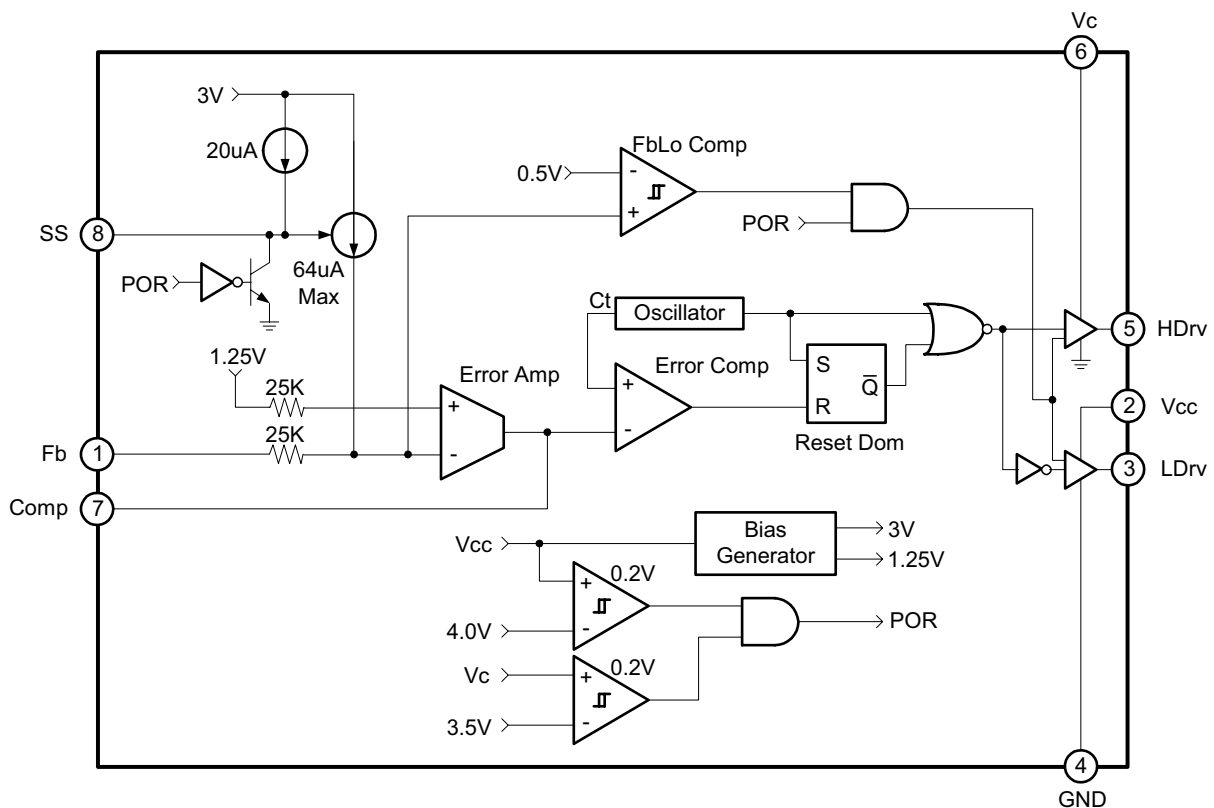 Vc
6
3V
20uA
FbLo Comp
0.5V
-
+
POR
SS
8
64uA
Max
POR
Ct
Oscillator
5
HDrv
1.25V
Error Amp
Error Comp
+
-
S
R
Q̅
Reset Dom
25K
+
25K
-
2
Vcc
Fb
1
3
LDrv
Comp
7
Vcc
Bias
Generator
3V
1.25V
0.2V
+
-
4.0V
POR
Vc
0.2V
+
-
3.5V
4
GND